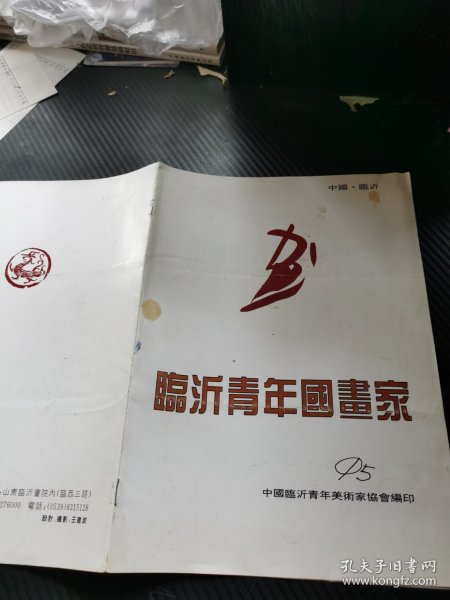 中國·臨沂
臨沂青年國畫家
中國臨沂青年美術家協會編印
山東臨沂畫院內(臨西三路)
276000 電話:(0539)8315128
設計、攝影:王建波
孔夫子旧书网
www.kongfz.com